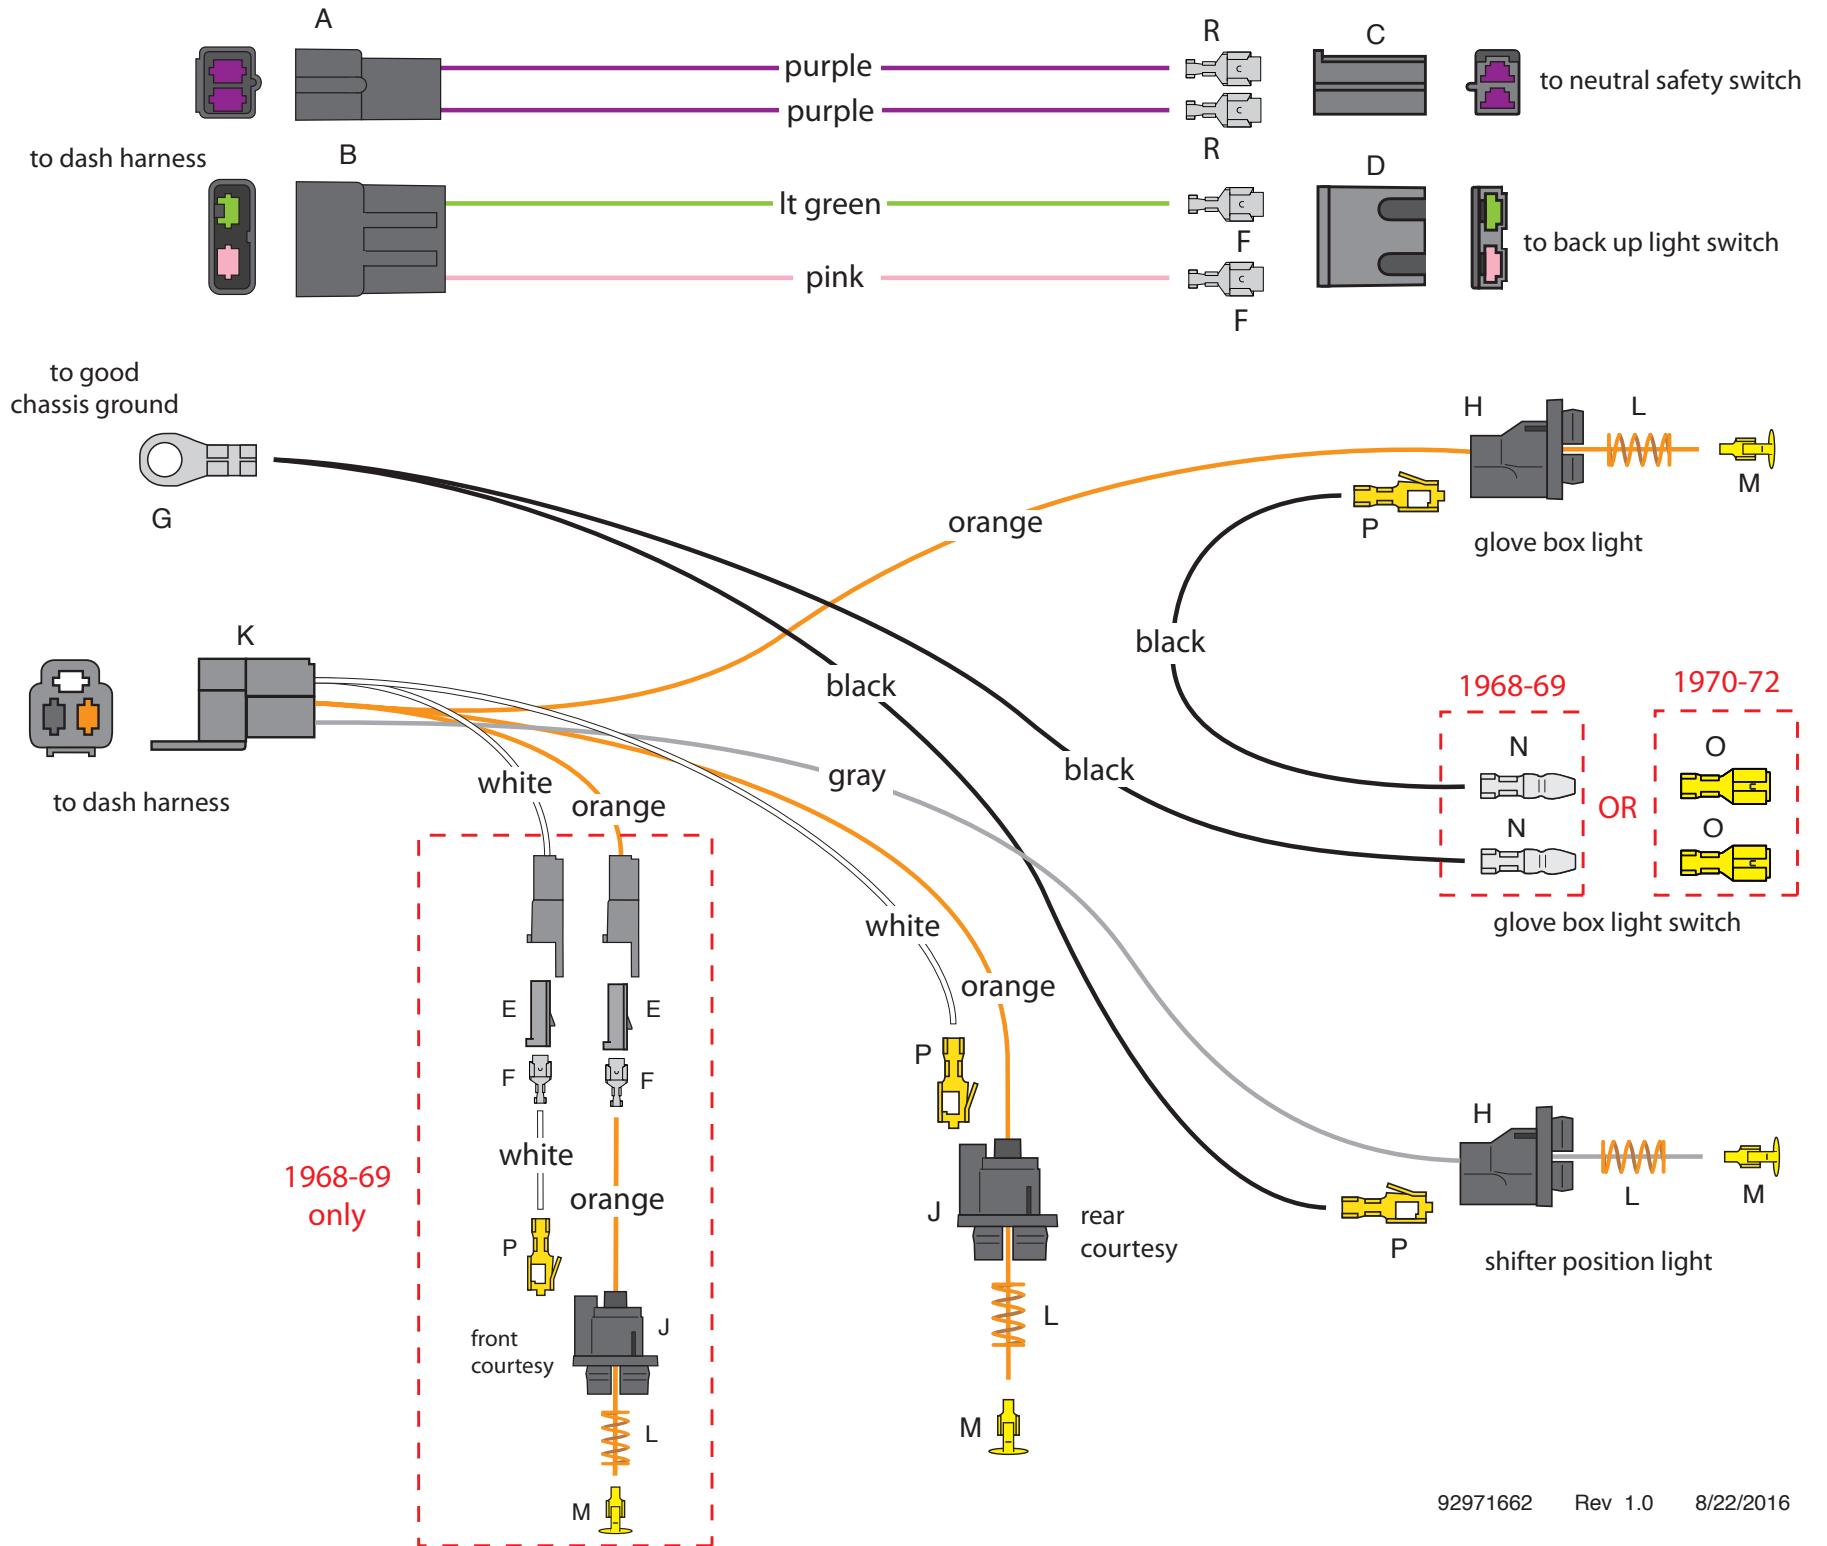 A
R
C
purple
purple
to neutral safety switch
R
to dash harness
B
D
lt green
F
to back up light switch
pink
F
to good
chassis ground
G
H
L
M
P
orange
glove box light
black
K
black
1968-69
1970-72
N
O
OR
N
O
glove box light switch
black
gray
white
orange
to dash harness
white
orange
E
E
F
F
P
white
orange
1968-69
only
P
J
front
courtesy
L
M
J
rear
courtesy
L
M
H
L
M
P
shifter position light
92971662 Rev 1.0 8/22/2016